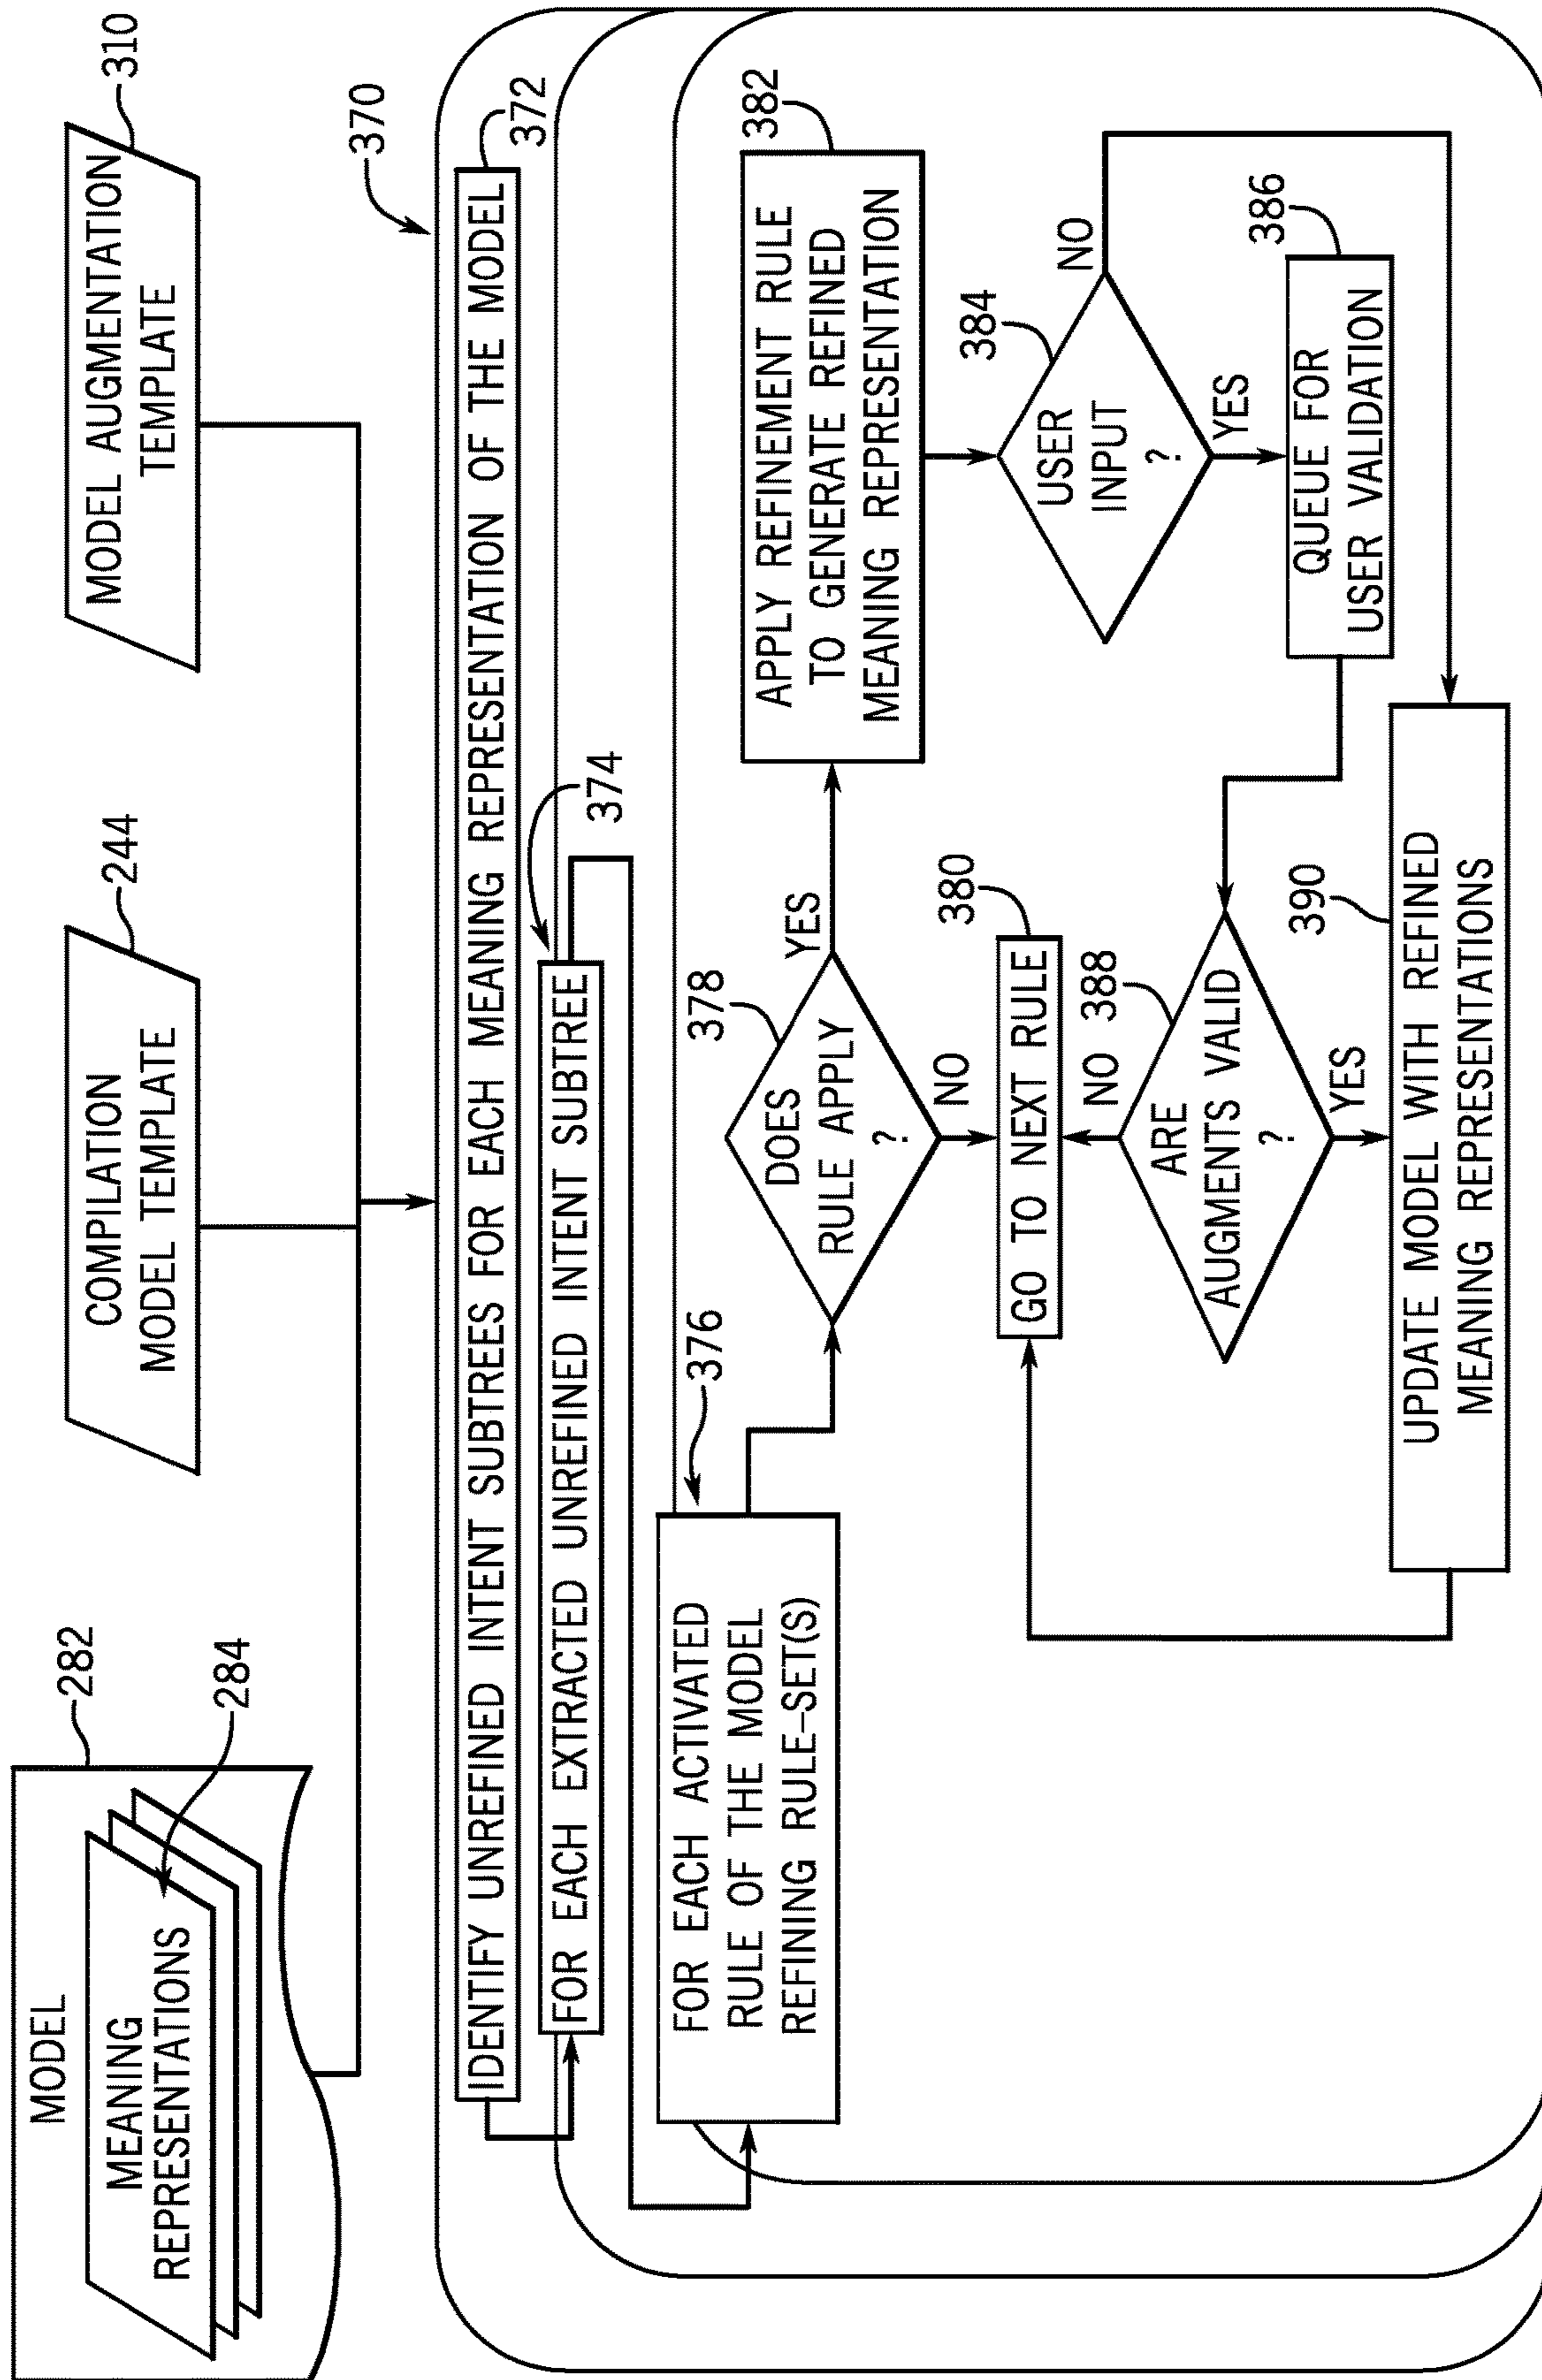 MODEL
282
MEANING
REPRESENTATIONS
284
COMPILATION
MODEL TEMPLATE
244
MODEL AUGMENTATION
TEMPLATE
310
370
IDENTIFY UNREFINED INTENT SUBTREES FOR EACH MEANING REPRESENTATION OF THE MODEL
372
FOR EACH EXTRACTED UNREFINED INTENT SUBTREE
374
FOR EACH ACTIVATED
RULE OF THE MODEL
REFINING RULE-SET(S)
376
DOES
RULE APPLY
?
378
YES
NO
APPLY REFINEMENT RULE
TO GENERATE REFINED
MEANING REPRESENTATION
382
GO TO NEXT RULE
380
USER
INPUT
?
384
NO
YES
NO
388
ARE
AUGMENTS VALID
?
YES
QUEUE FOR
USER VALIDATION
386
UPDATE MODEL WITH REFINED
MEANING REPRESENTATIONS
390